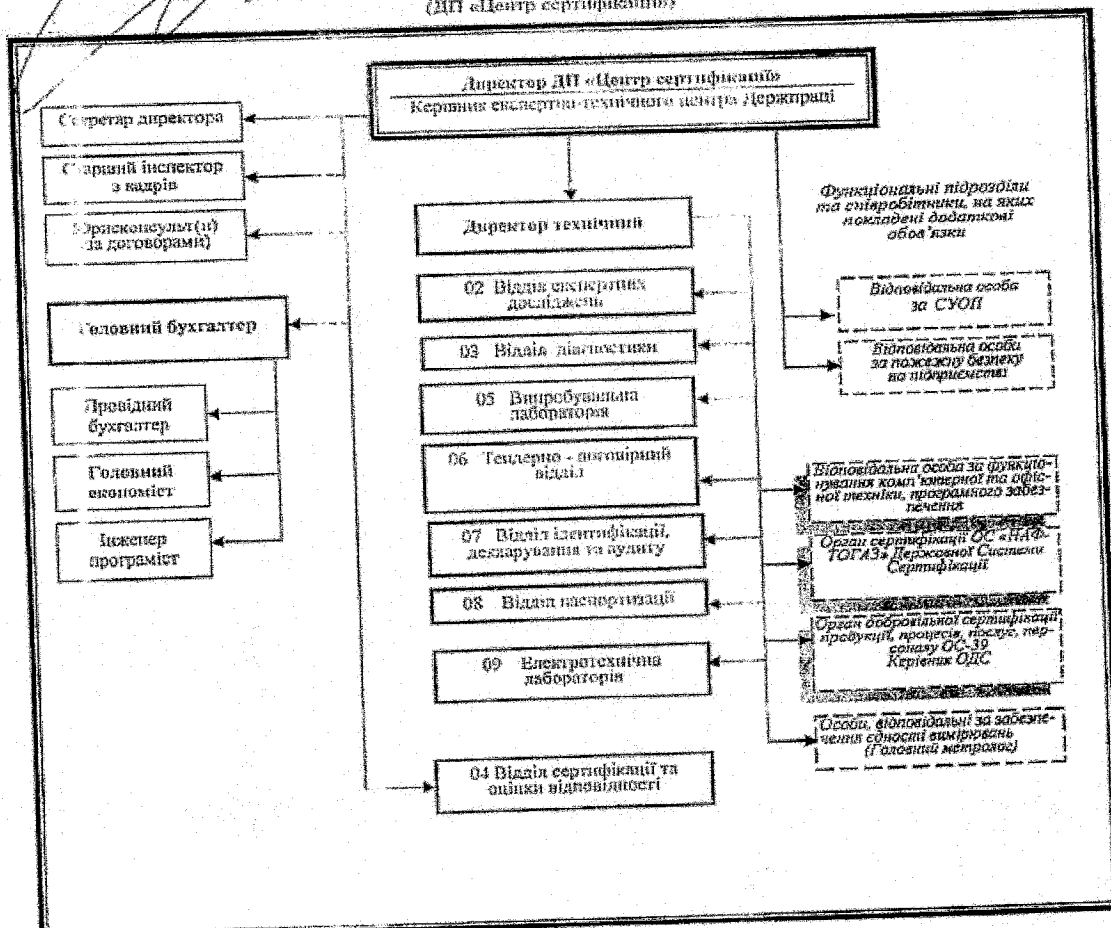 (ДП «Центр сертифікації»)
Директор ДП «Центр сертифікації»
Керівник експертно-технічного центра Держпраці
Секретар директора
Старший інспектор
з кадрів
Юрисконсульт(и)
(за договорами)
Головний бухгалтер
Провідний
бухгалтер
Головний
економіст
Інженер
програміст
Директор технічний
02 Відділ експертних
досліджень
03 Відділ діагностики
05 Випробувальна
лабораторія
06 Тендерно - договірний
відділ
07 Відділ ідентифікації,
декларування та аудиту
08 Відділ паспортизації
09 Електротехнічна
лабораторія
04 Відділ сертифікації та
оцінки відповідності
Функціональні підрозділи
та співробітники, на яких
покладені додаткові
обов’язки
Відповідальна особа
за СУОП
Відповідальна особа
за пожежну безпеку
на підприємстві
Відповідальна особа за функціо-
нування комп’ютерної та офіс-
ної техніки, програмного забез-
печення
Орган сертифікації ОС «НАФ-
ТОГАЗ» Державної Системи
Сертифікації
Орган добровільної сертифікації
продукції, процесів, послуг, пер-
соналу ОС-39
Керівник ОДС
Особи, відповідальні за забезпе-
чення єдності вимірювань
(Головний метролог)